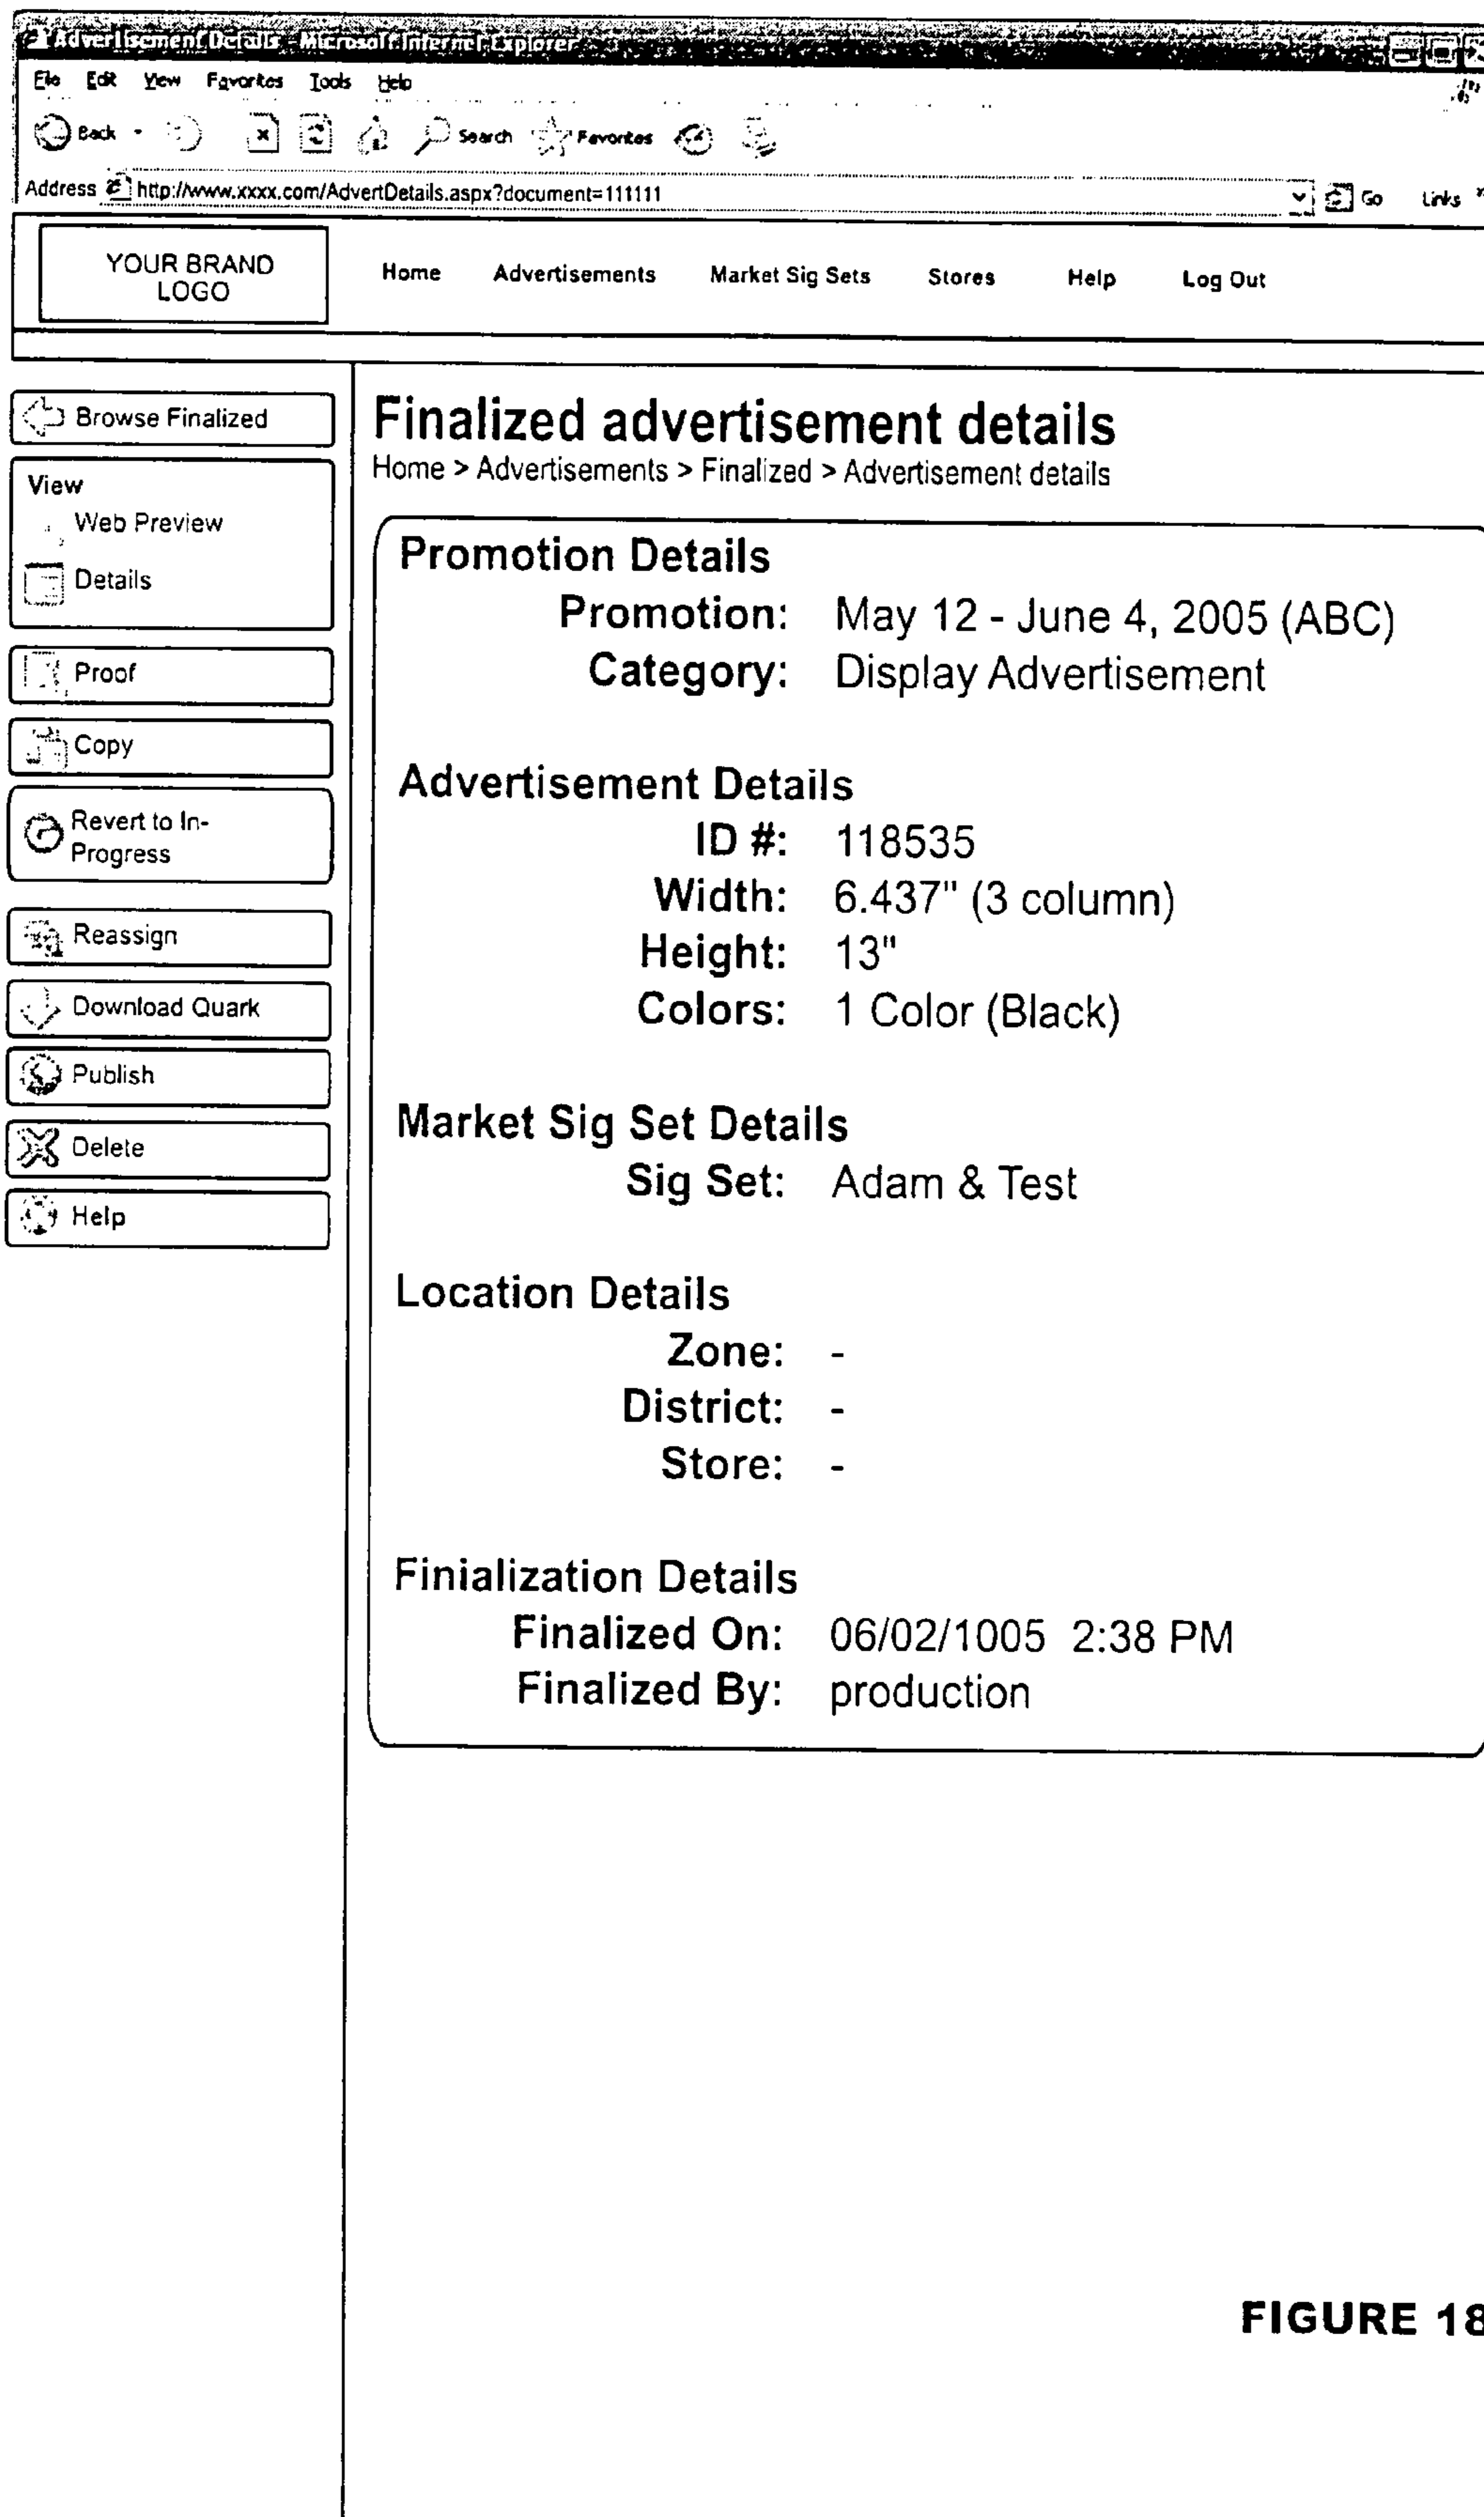 Advertisement Details - Microsoft Internet Explorer
File Edit View Favorites Tools Help
Back Search Favorites
Address http://www.xxxx.com/AdvertDetails.aspx?document=111111 Go Links
YOUR BRAND
LOGO
Home Advertisements Market Sig Sets Stores Help Log Out
Browse Finalized
View
Web Preview
Details
Proof
Copy
Revert to In-
Progress
Reassign
Download Quark
Publish
Delete
Help
Finalized advertisement details
Home > Advertisements > Finalized > Advertisement details
Promotion Details
Promotion: May 12 - June 4, 2005 (ABC)
Category: Display Advertisement
Advertisement Details
ID #: 118535
Width: 6.437" (3 column)
Height: 13"
Colors: 1 Color (Black)
Market Sig Set Details
Sig Set: Adam & Test
Location Details
Zone: -
District: -
Store: -
Finialization Details
Finalized On: 06/02/1005 2:38 PM
Finalized By: production
FIGURE 18